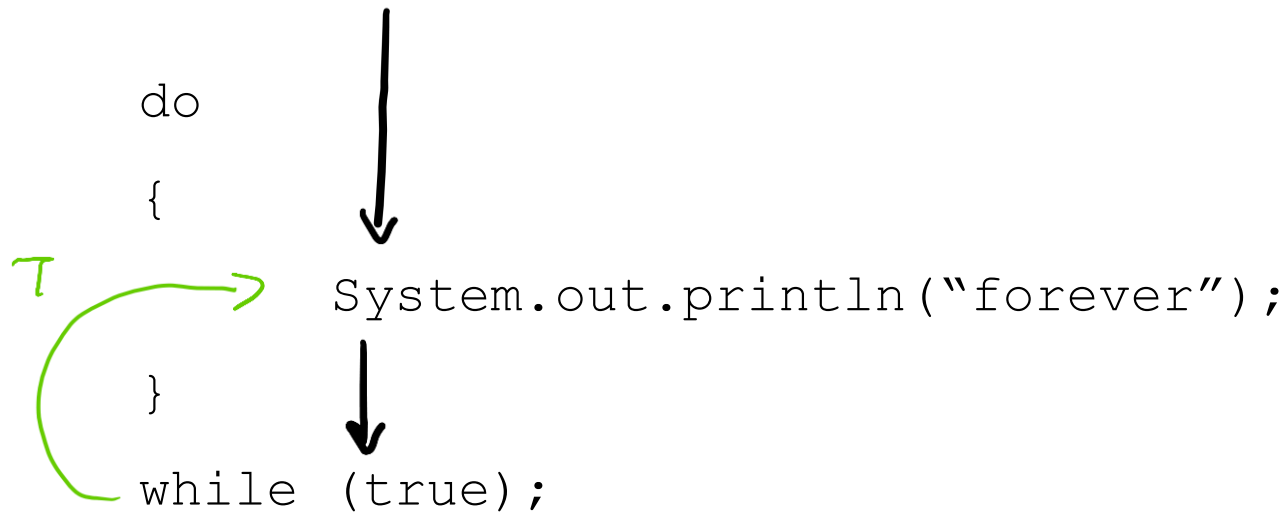 do
{
T
System.out.println(“forever”);
}
while (true);